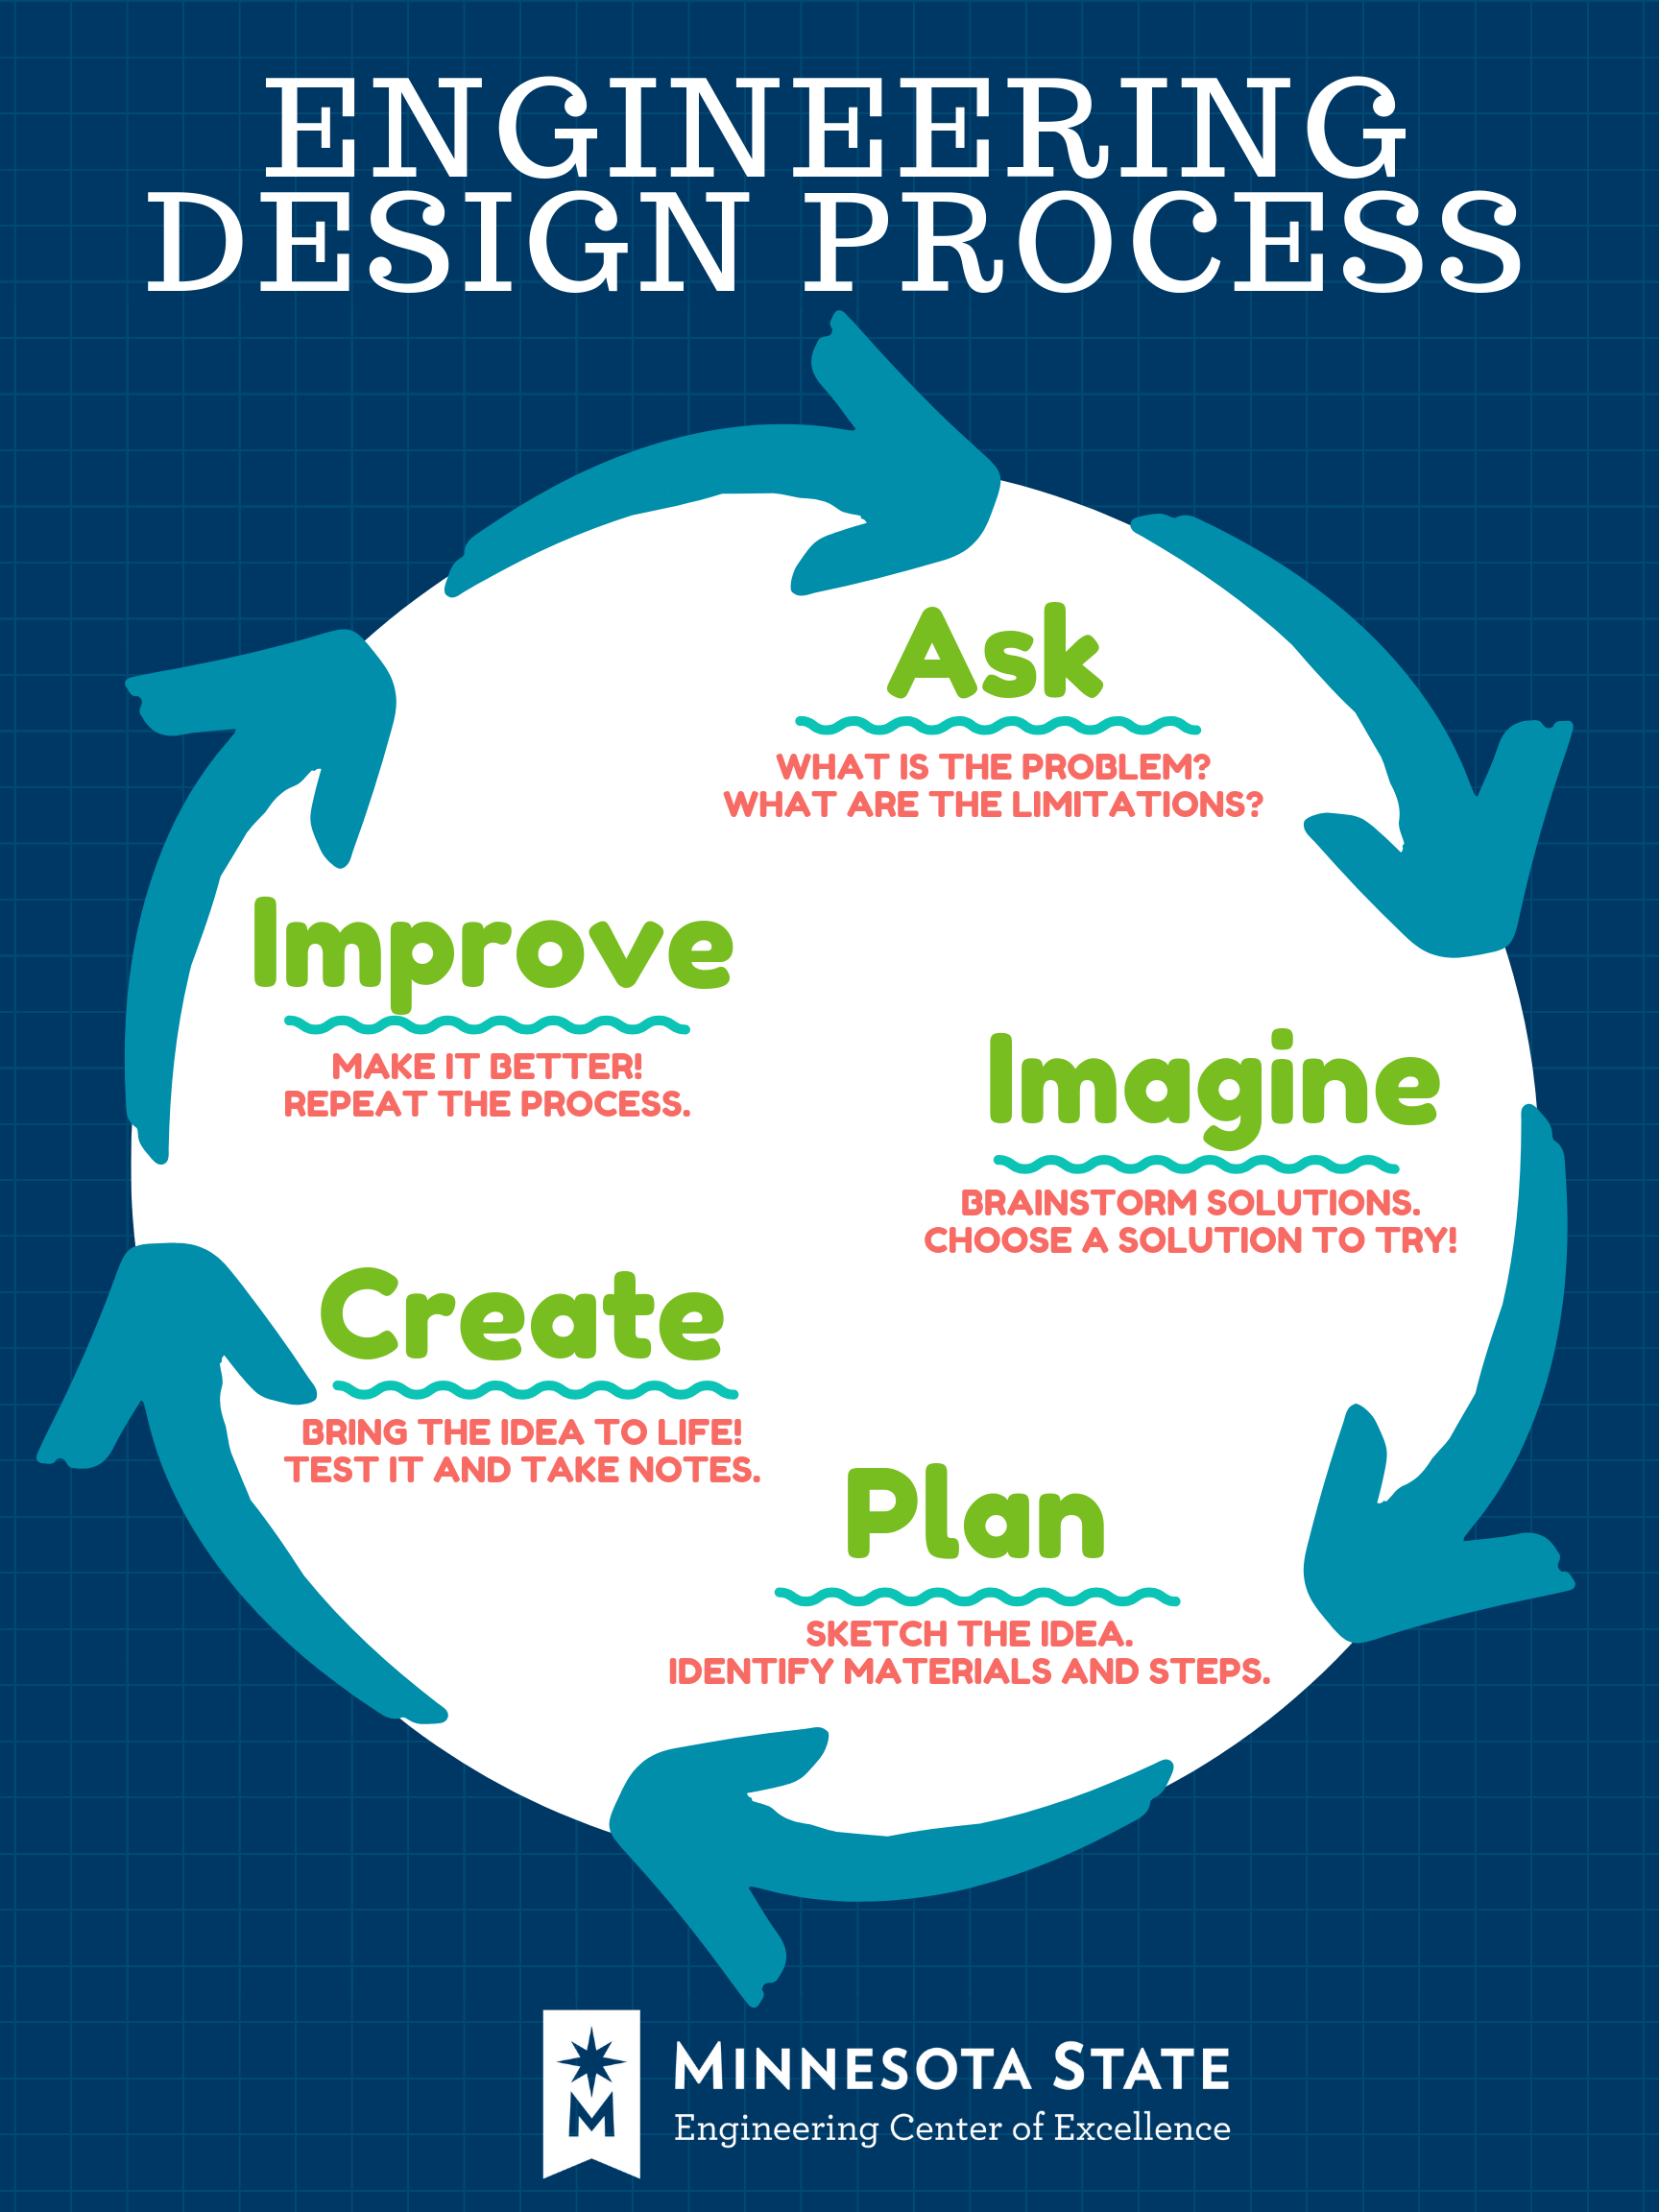 ENGINEERING
DESIGN PROCESS
Ask
WHAT IS THE PROBLEM?
WHAT ARE THE LIMITATIONS?
Imagine
BRAINSTORM SOLUTIONS.
CHOOSE A SOLUTION TO TRY!
Plan
SKETCH THE IDEA.
IDENTIFY MATERIALS AND STEPS.
Create
BRING THE IDEA TO LIFE!
TEST IT AND TAKE NOTES.
Improve
MAKE IT BETTER!
REPEAT THE PROCESS.
M
MINNESOTA STATE
Engineering Center of Excellence